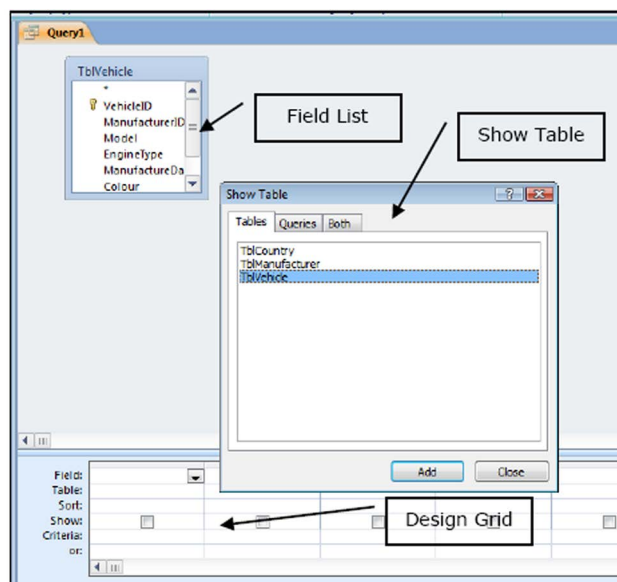 Query1
TblVehicle
*
VehicleID
ManufacturerID
Model
EngineType
ManufactureDa
Colour
Field List
Show Table
Show Table
Tables Queries Both
TblCountry
TblManufacturer
TblVehicle
Add Close
Field:
Table:
Sort:
Show:
Criteria:
or:
Design Grid